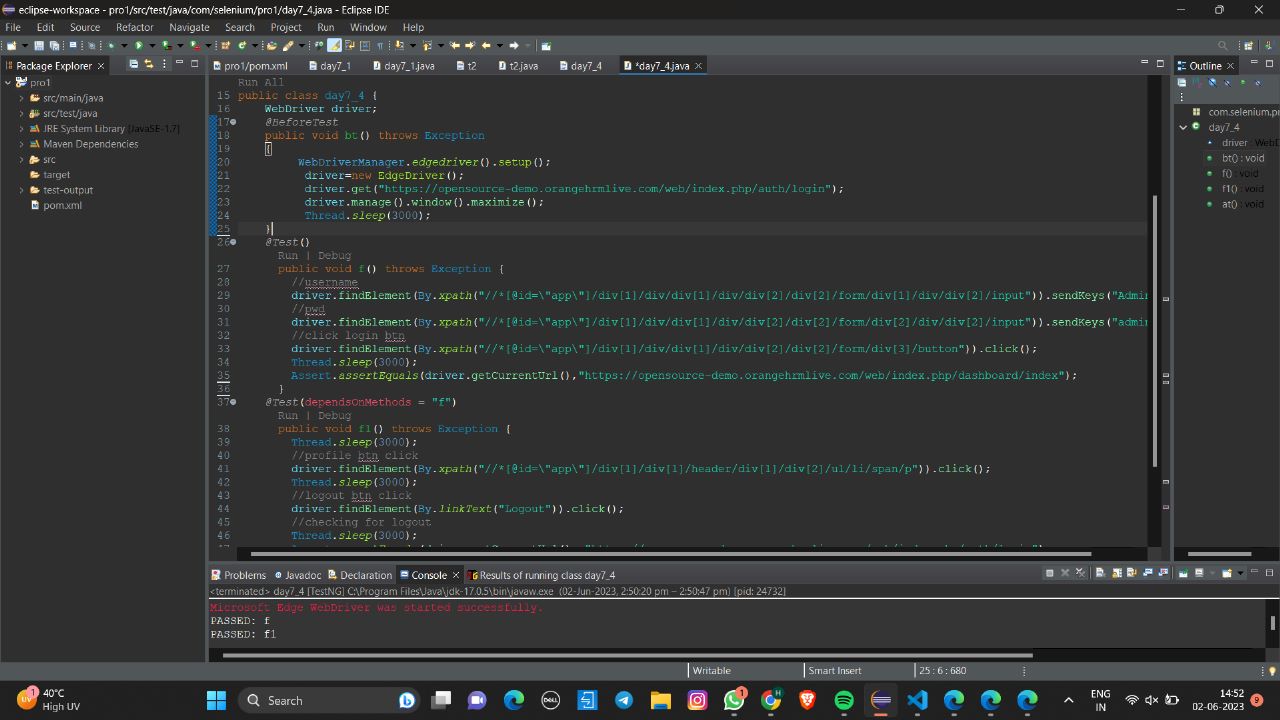 eclipse-workspace - pro1/src/test/java/com/selenium/pro1/day7_4.java - Eclipse IDE
File Edit Source Refactor Navigate Search Project Run Window Help
Package Explorer
pro1
src/main/java
src/test/java
JRE System Library [JavaSE-1.7]
Maven Dependencies
src
target
test-output
pom.xml
pro1/pom.xml day7_1 day7_1.java t2 t2.java day7_4 *day7_4.java
Run All
15 public class day7_4 {
16 WebDriver driver;
17 @BeforeTest
18 public void bt() throws Exception
19 {
20 WebDriverManager.edgedriver().setup();
21 driver=new EdgeDriver();
22 driver.get("https://opensource-demo.orangehrmlive.com/web/index.php/auth/login");
23 driver.manage().window().maximize();
24 Thread.sleep(3000);
25 }
26 @Test()
Run | Debug
27 public void f() throws Exception {
28 //username
29 driver.findElement(By.xpath("//*[@id=\"app\"]/div[1]/div/div[1]/div/div[2]/div[2]/form/div[1]/div/div[2]/input")).sendKeys("Admin
30 //pwd
31 driver.findElement(By.xpath("//*[@id=\"app\"]/div[1]/div/div[1]/div/div[2]/div[2]/form/div[2]/div/div[2]/input")).sendKeys("admin
32 //click login btn
33 driver.findElement(By.xpath("//*[@id=\"app\"]/div[1]/div/div[1]/div/div[2]/div[2]/form/div[3]/button")).click();
34 Thread.sleep(3000);
35 Assert.assertEquals(driver.getCurrentUrl(),"https://opensource-demo.orangehrmlive.com/web/index.php/dashboard/index");
36 }
37 @Test(dependsOnMethods = "f")
Run | Debug
38 public void f1() throws Exception {
39 Thread.sleep(3000);
40 //profile btn click
41 driver.findElement(By.xpath("//*[@id=\"app\"]/div[1]/div[1]/header/div[1]/div[2]/ul/li/span/p")).click();
42 Thread.sleep(3000);
43 //logout btn click
44 driver.findElement(By.linkText("Logout")).click();
45 //checking for logout
46 Thread.sleep(3000);
Outline
com.selenium.pr
day7_4
driver : WebD
bt() : void
f() : void
f1() : void
at() : void
Problems Javadoc Declaration Console Results of running class day7_4
<terminated> day7_4 [TestNG] C:\Program Files\Java\jdk-17.0.5\bin\javaw.exe (02-Jun-2023, 2:50:20 pm – 2:50:47 pm) [pid: 24732]
Microsoft Edge WebDriver was started successfully.
PASSED: f
PASSED: f1
Writable Smart Insert 25 : 6 : 680
1
40°C
High UV
Search
DELL
1
H
ENG
IN
14:52
02-06-2023
9